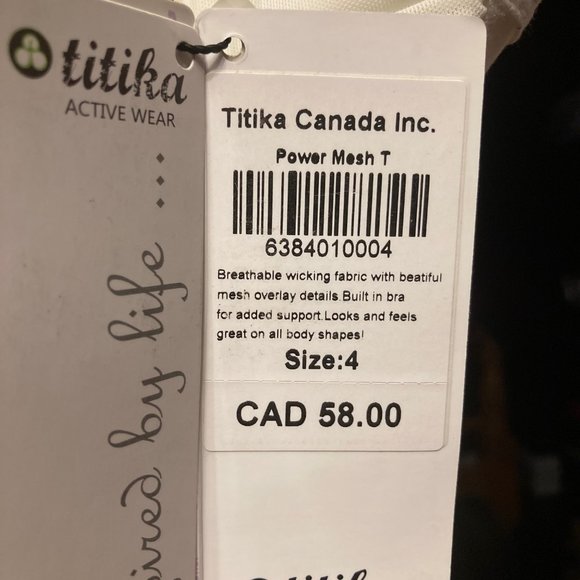 titika
ACTIVE WEAR
ired by life ...
Titika Canada Inc.
Power Mesh T
6384010004
Breathable wicking fabric with beatiful
mesh overlay details.Built in bra
for added support.Looks and feels
great on all body shapes!
Size:4
CAD 58.00
titika